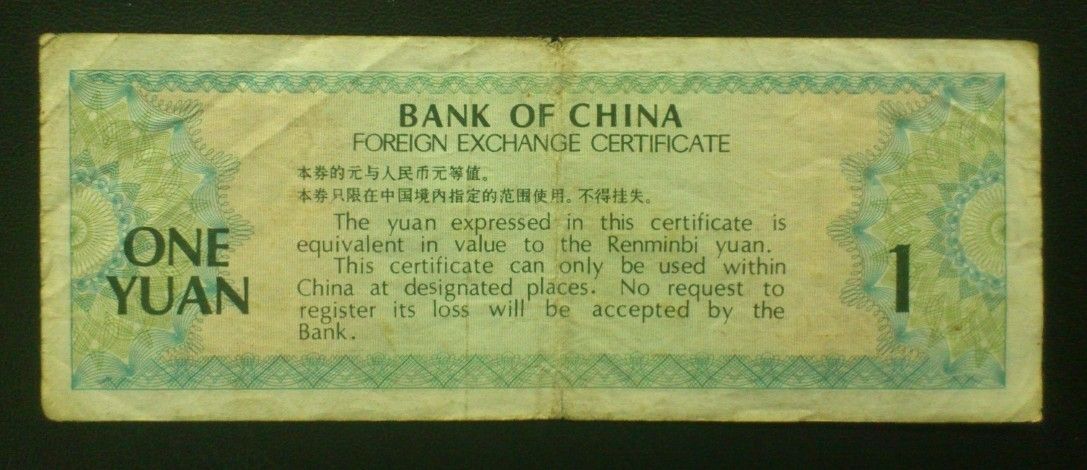 BANK OF CHINA
FOREIGN EXCHANGE CERTIFICATE
本券的元与人民币元等值。
本券只限在中国境内指定的范围使用。不得挂失。
The yuan expressed in this certificate is
equivalent in value to the Renminbi yuan.
This certificate can only be used within
China at designated places. No request to
register its loss will be accepted by the
Bank.
ONE
YUAN
1